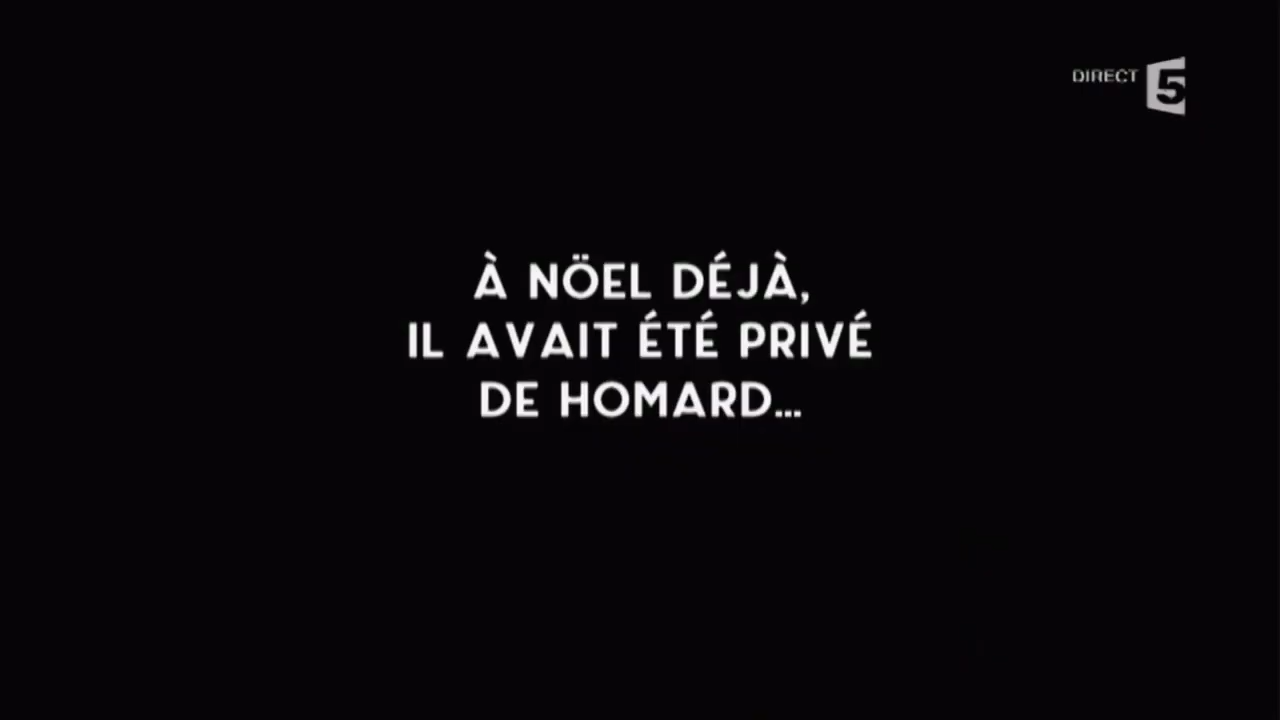 DIRECT 5
À NÖEL DÉJÀ,
IL AVAIT ÉTÉ PRIVÉ
DE HOMARD...